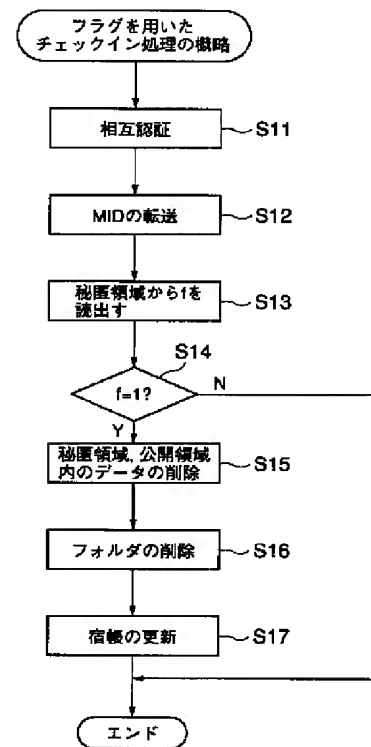 フラグを用いた
チェックイン処理の概略
相互認証
S11
MIDの転送
S12
秘匿領域からfを
読出す
S13
S14
f=1?
N
Y
秘匿領域，公開領域
内のデータの削除
S15
フォルダの削除
S16
宿帳の更新
S17
エンド